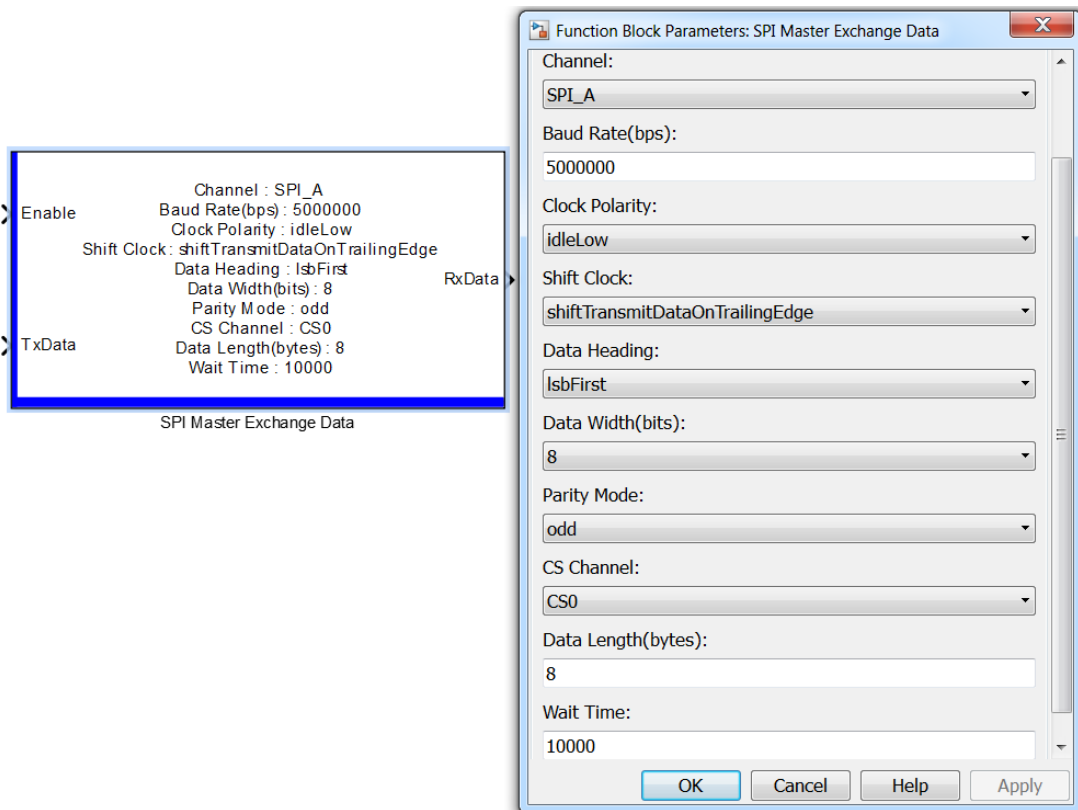 Enable
TxData
Channel : SPI_A
Baud Rate(bps) : 5000000
Clock Polarity : idleLow
Shift Clock : shiftTransmitDataOnTrailingEdge
Data Heading : lsbFirst
Data Width(bits) : 8
Parity Mode : odd
CS Channel : CS0
Data Length(bytes) : 8
Wait Time : 10000
RxData
SPI Master Exchange Data
Function Block Parameters: SPI Master Exchange Data
Channel:
SPI_A
Baud Rate(bps):
5000000
Clock Polarity:
idleLow
Shift Clock:
shiftTransmitDataOnTrailingEdge
Data Heading:
lsbFirst
Data Width(bits):
8
Parity Mode:
odd
CS Channel:
CS0
Data Length(bytes):
8
Wait Time:
10000
OK
Cancel
Help
Apply